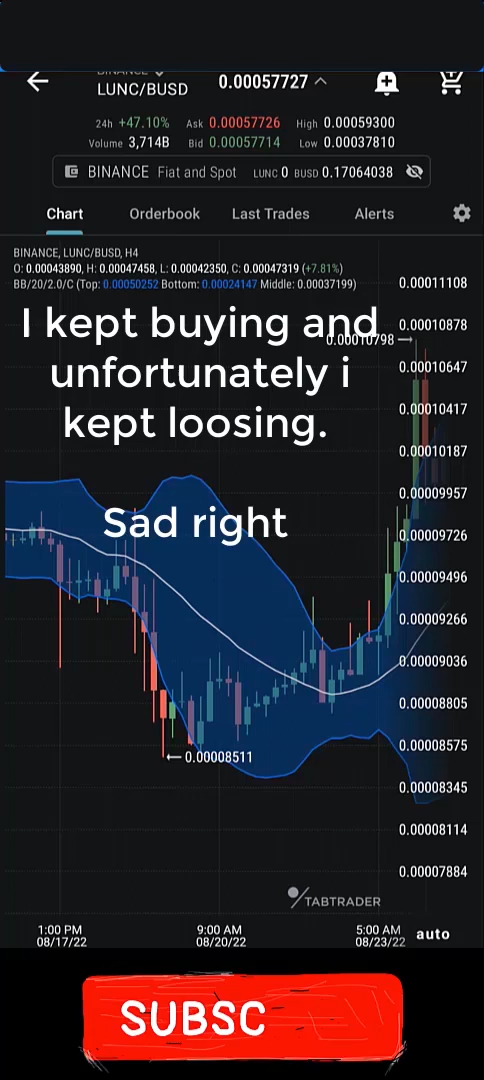 LUNC/BUSD
0.00057727
24h +47.10% Ask 0.00057726 High 0.00059300
Volume 3,714B Bid 0.00057714 Low 0.00037810
BINANCE Fiat and Spot LUNC 0 BUSD 0.17064038
Chart Orderbook Last Trades Alerts
BINANCE, LUNC/BUSD, H4
O: 0.00043890, H: 0.00047458, L: 0.00042350, C: 0.00047319 (+7.81%)
BB/20/2.0/C (Top: 0.00050252 Bottom: 0.00024147 Middle: 0.00037199)
0.00011108
I kept buying and
unfortunately i
kept loosing.
Sad right
0.00010878
0.00010798
0.00010647
0.00010417
0.00010187
0.00009957
0.00009726
0.00009496
0.00009266
0.00009036
0.00008805
0.00008575
0.00008511
0.00008345
0.00008114
0.00007884
TABTRADER
1:00 PM 9:00 AM 5:00 AM auto
08/17/22 08/20/22 08/23/22
SUBSC